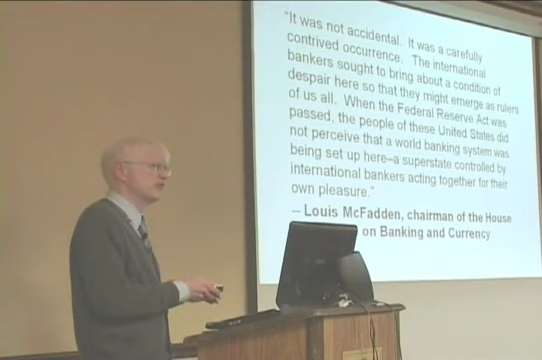 “It was not accidental. It was a carefully
contrived occurrence. The international
bankers sought to bring about a condition of
despair here so that they might emerge as rulers
of us all. When the Federal Reserve Act was
passed, the people of these United States did
not perceive that a world banking system was
being set up here–a superstate controlled by
international bankers acting together for their
own pleasure.”
– Louis McFadden, chairman of the House
on Banking and Currency